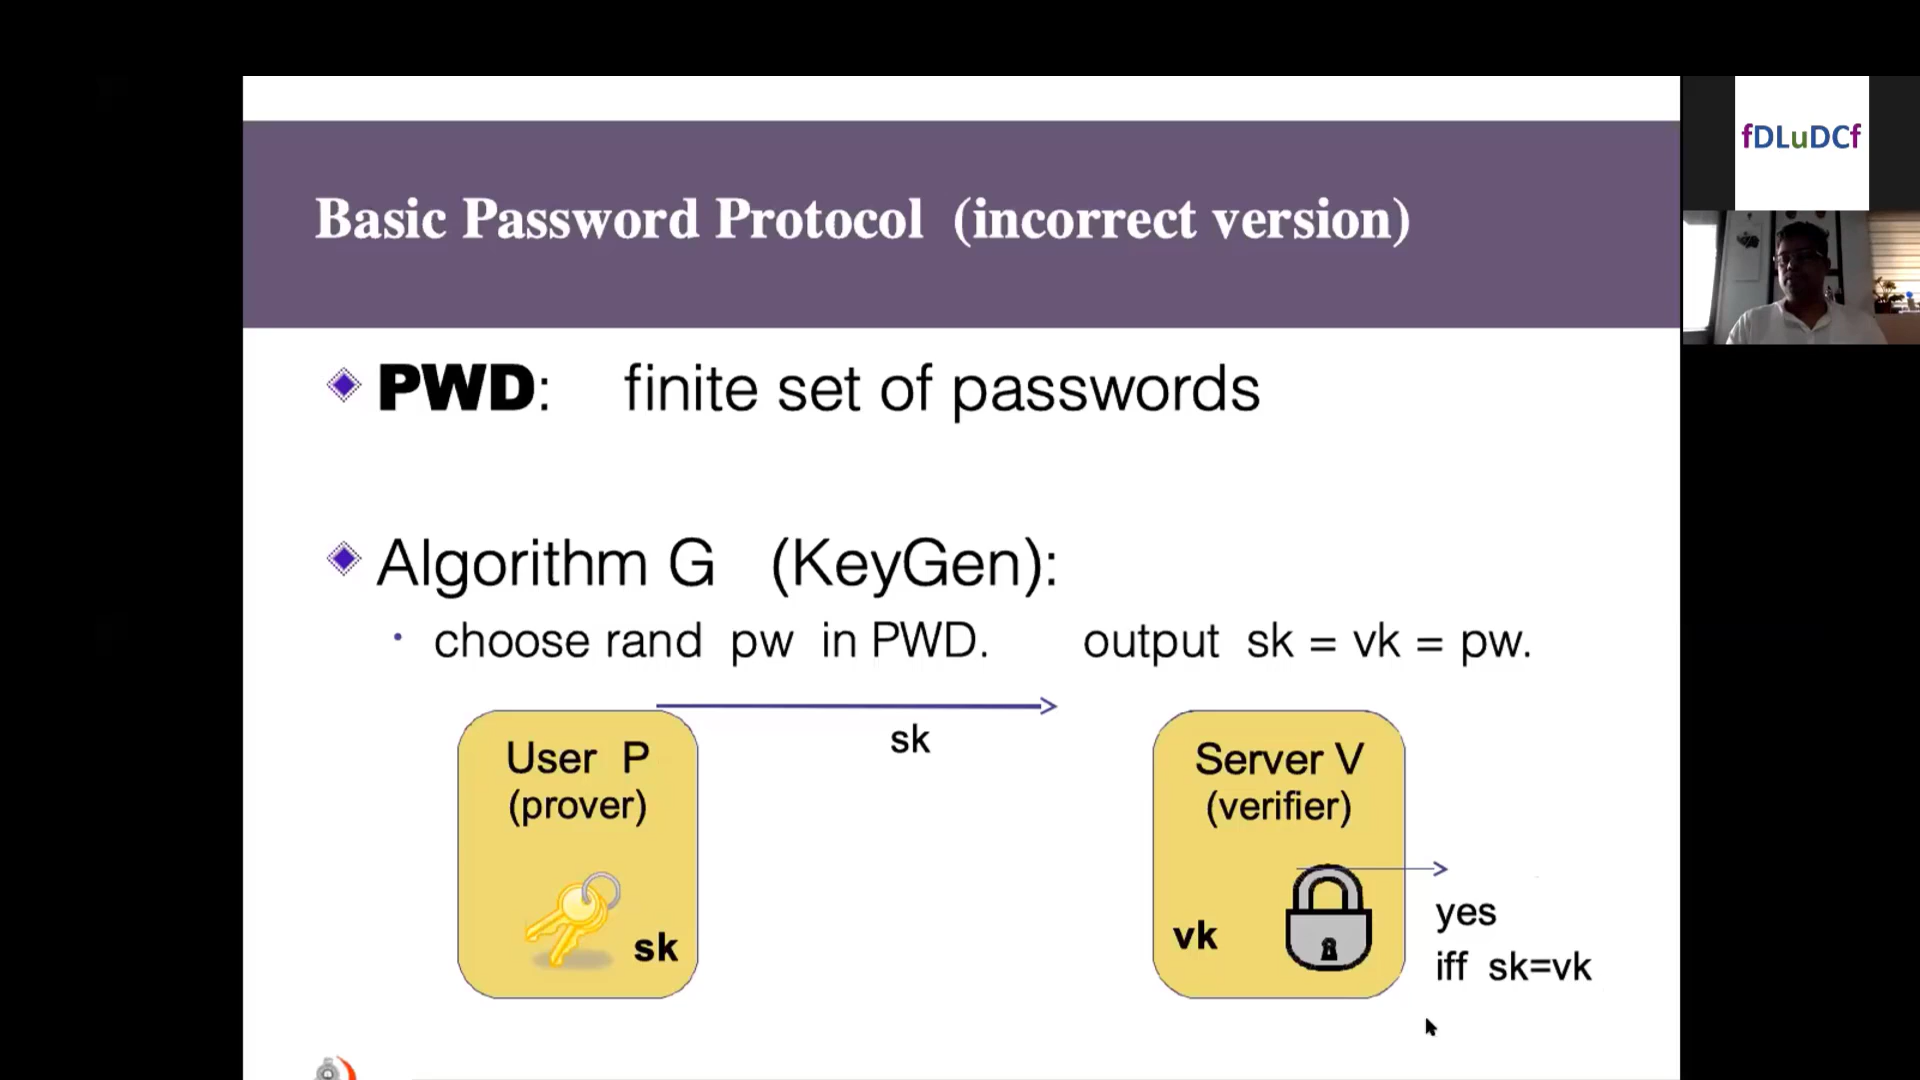 Basic Password Protocol (incorrect version)
fDLuDCf
PWD: finite set of passwords
Algorithm G (KeyGen):
· choose rand pw in PWD. output sk = vk = pw.
sk
User P
(prover)
sk
Server V
(verifier)
vk
yes
iff sk=vk